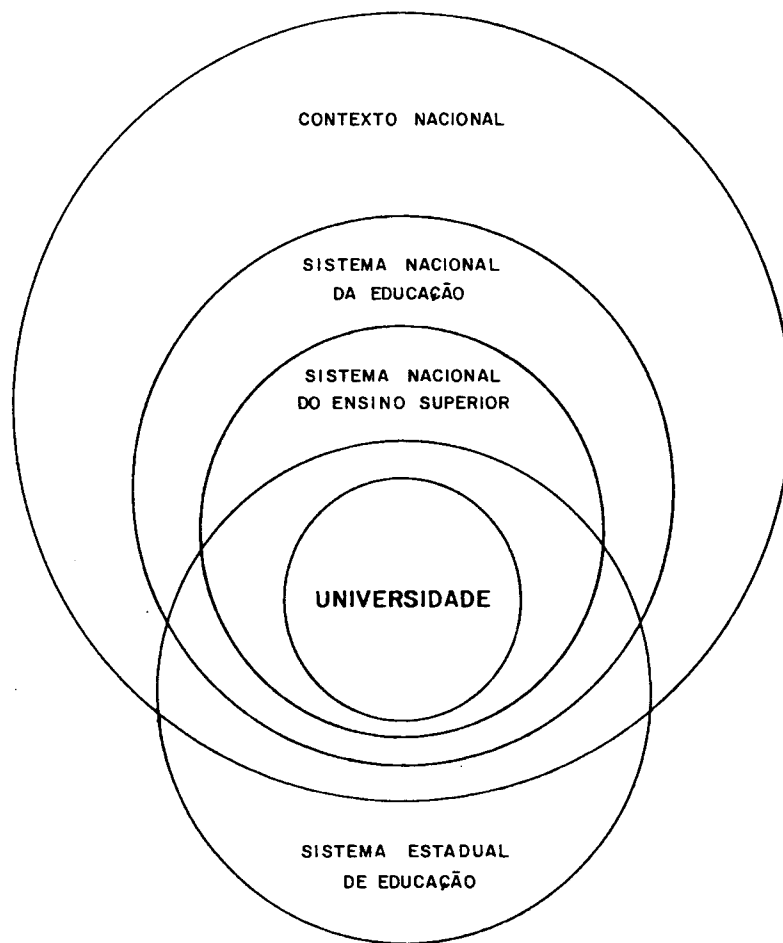 CONTEXTO NACIONAL
SISTEMA NACIONAL
DA EDUCAÇÃO
SISTEMA NACIONAL
DO ENSINO SUPERIOR
UNIVERSIDADE
SISTEMA ESTADUAL
DE EDUCAÇÃO